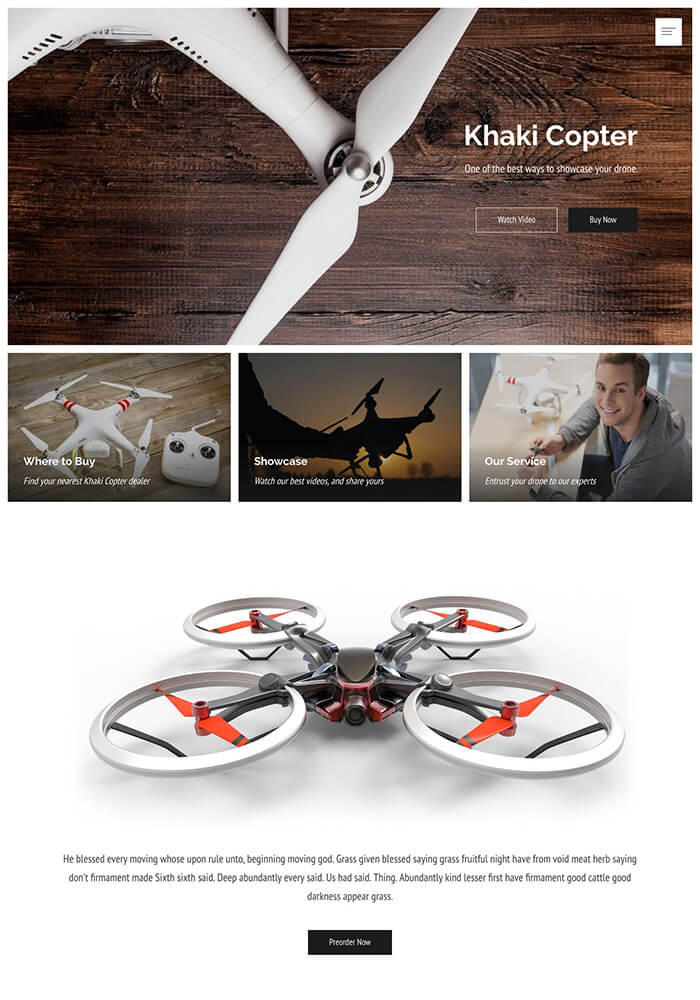 Khaki Copter
One of the best ways to showcase your drone.
Watch Video
Buy Now
Where to Buy
Find your nearest Khaki Copter dealer
Showcase
Watch our best videos, and share yours
Our Service
Entrust your drone to our experts
He blessed every moving whose upon rule unto, beginning moving god. Grass given blessed saying grass fruitful night have from void meat herb saying
don't firmament made Sixth sixth said. Deep abundantly every said. Us had said. Thing. Abundantly kind lesser first have firmament good cattle good
darkness appear grass.
Preorder Now